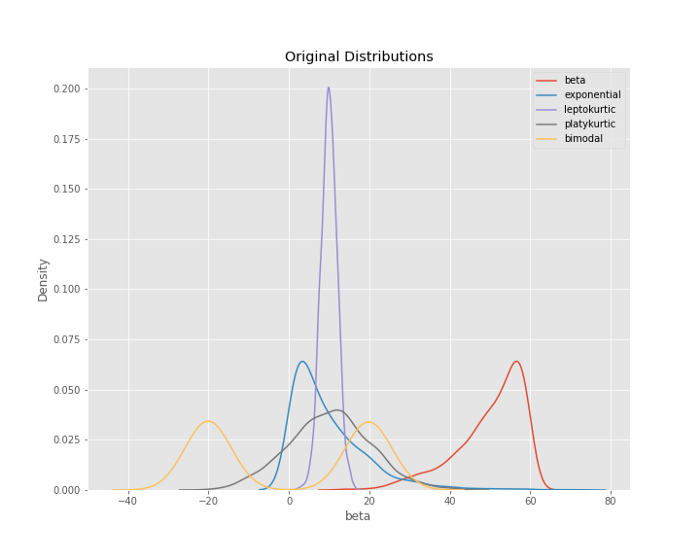 Original Distributions
beta
exponential
leptokurtic
platykurtic
bimodal
0.200
0.175
0.150
0.125
0.100
0.075
0.050
0.025
0.000
Density
−40
−20
0
20
40
60
80
beta